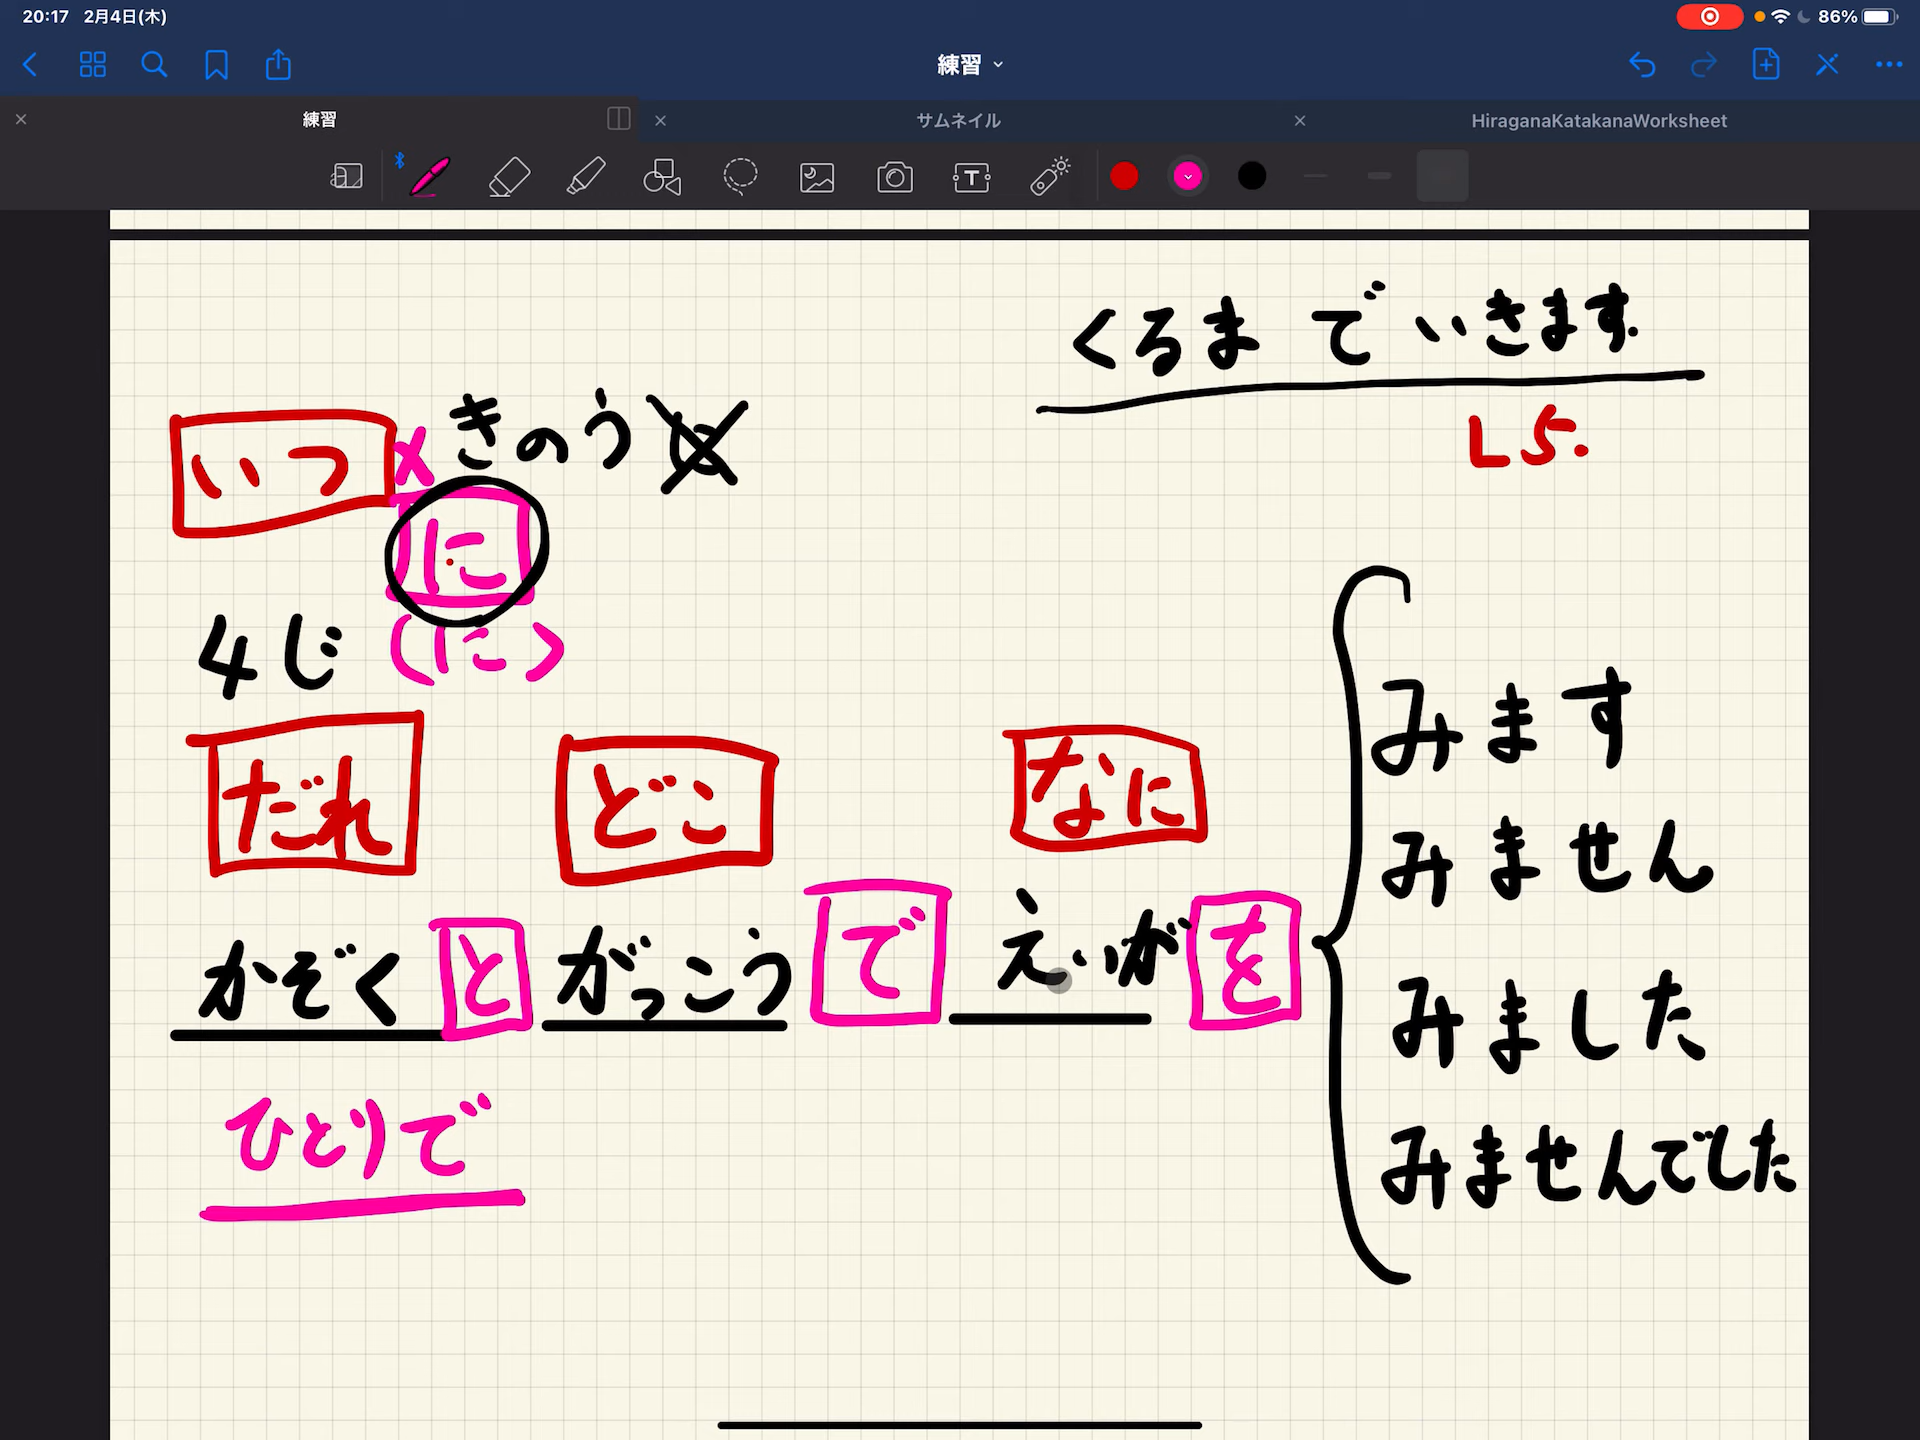 20:17 2月4日(木)
86%
練習
練習
サムネイル
HiraganaKatakanaWorksheet
くるま で いきます.
L5.
いつ x きのう
に
4じ (に)
だれ どこ なに
かぞく と がっこう で えいが を
ひとりで
みます
みません
みました
みませんでした